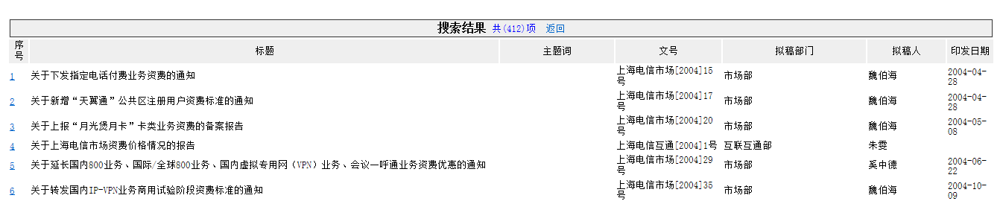 搜索结果 共(412)项 返回
序号 标题 主题词 文号 拟稿部门 拟稿人 印发日期
1 关于下发指定电话付费业务资费的通知 上海电信市场[2004]15号 市场部 魏伯海 2004-04-28
2 关于新增“天翼通”公共区注册用户资费标准的通知 上海电信市场[2004]17号 市场部 魏伯海 2004-04-28
3 关于上报“月光煲月卡”卡类业务资费的备案报告 上海电信市场[2004]20号 市场部 魏伯海 2004-05-08
4 关于上海电信市场资费价格情况的报告 上海电信互通[2004]1号 互联互通部 朱雯
5 关于延长国内800业务、国际/全球800业务、国内虚拟专用网（VPN）业务、会议一呼通业务资费优惠的通知 上海电信市场[2004]29号 市场部 奚中德 2004-06-22
6 关于转发国内IP-VPN业务商用试验阶段资费标准的通知 上海电信市场[2004]35号 市场部 魏伯海 2004-10-09